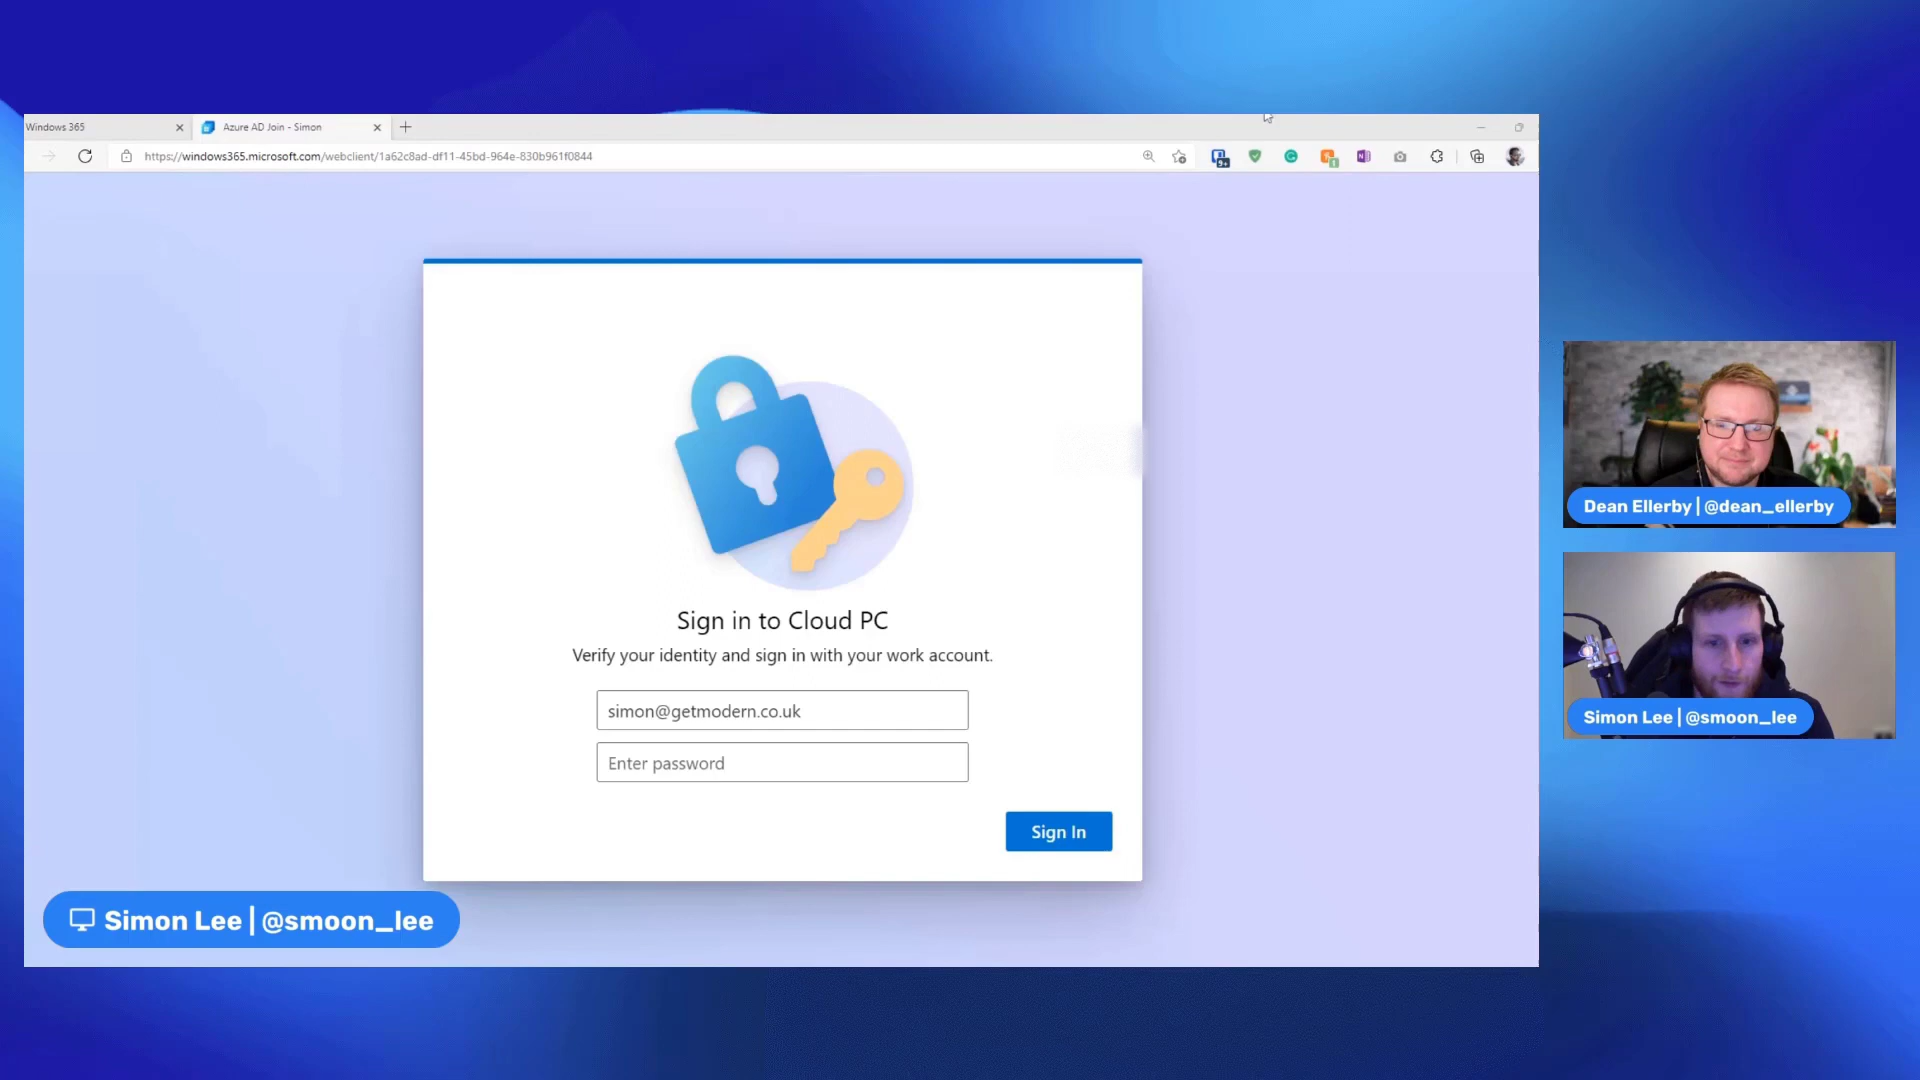 Windows 365
Azure AD Join - Simon
https://windows365.microsoft.com/webclient/1a62c8ad-df11-45bd-964e-830b961f0844
9+
1
Sign in to Cloud PC
Verify your identity and sign in with your work account.
simon@getmodern.co.uk
Enter password
Sign In
Simon Lee | @smoon_lee
Dean Ellerby | @dean_ellerby
Simon Lee | @smoon_lee